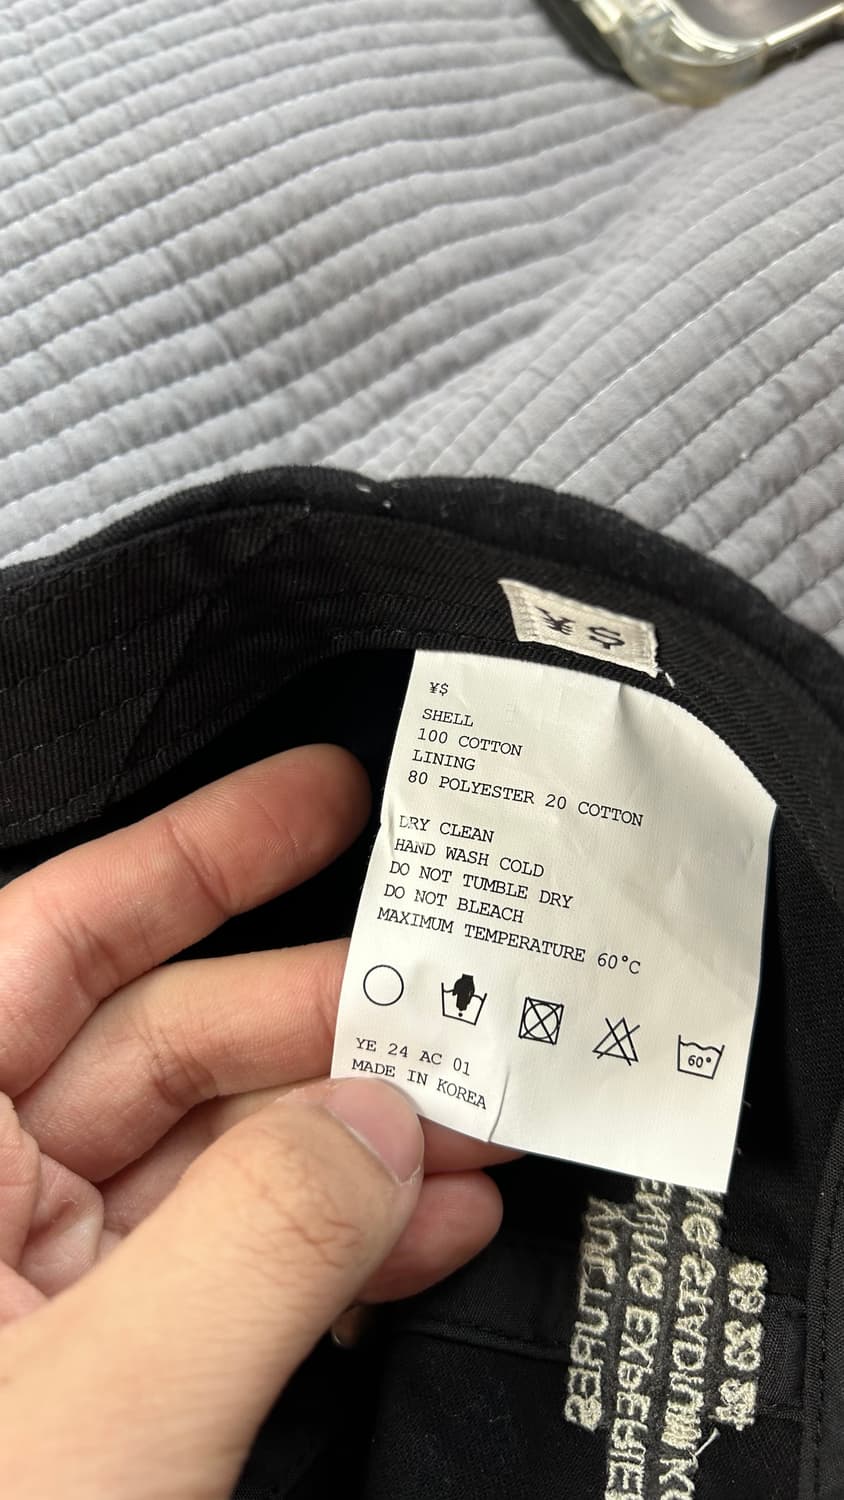 ¥$
¥$
SHELL
100 COTTON
LINING
80 POLYESTER 20 COTTON
DRY CLEAN
HAND WASH COLD
DO NOT TUMBLE DRY
DO NOT BLEACH
MAXIMUM TEMPERATURE 60°C
60°
YE 24 AC 01
MADE IN KOREA